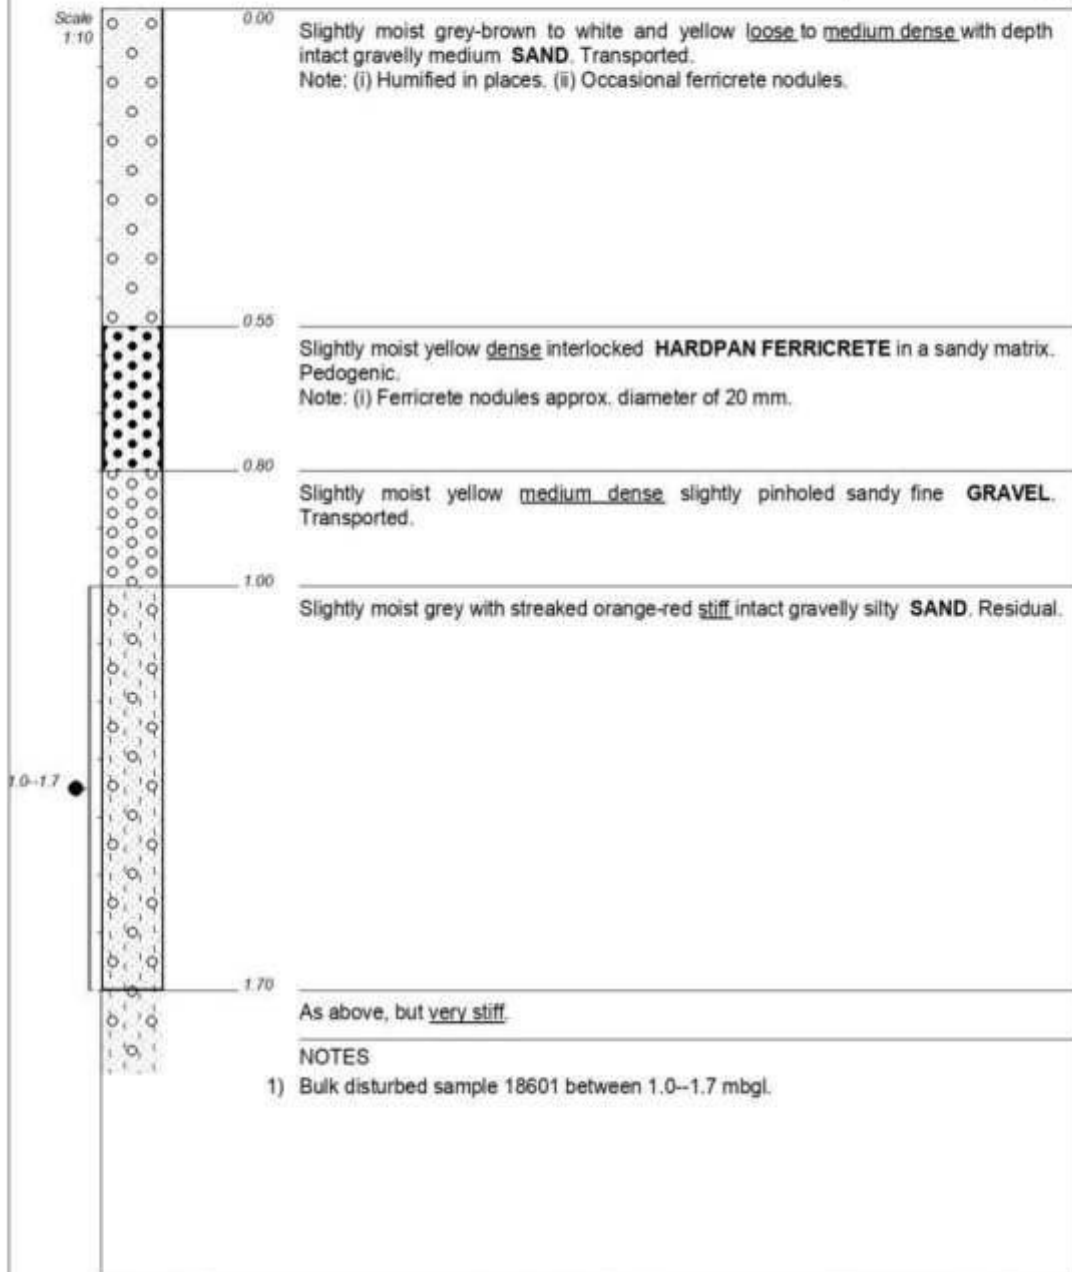 Scale
1:10
0.00
Slightly moist grey-brown to white and yellow loose to medium dense with depth
intact gravelly medium SAND. Transported.
Note: (i) Humified in places. (ii) Occasional ferricrete nodules.
0.55
Slightly moist yellow dense interlocked HARDPAN FERRICRETE in a sandy matrix.
Pedogenic.
Note: (i) Ferricrete nodules approx. diameter of 20 mm.
0.80
Slightly moist yellow medium dense slightly pinholed sandy fine GRAVEL.
Transported.
1.00
Slightly moist grey with streaked orange-red stiff intact gravelly silty SAND. Residual.
1.0--1.7
1.70
As above, but very stiff.
NOTES
1) Bulk disturbed sample 18601 between 1.0--1.7 mbgl.